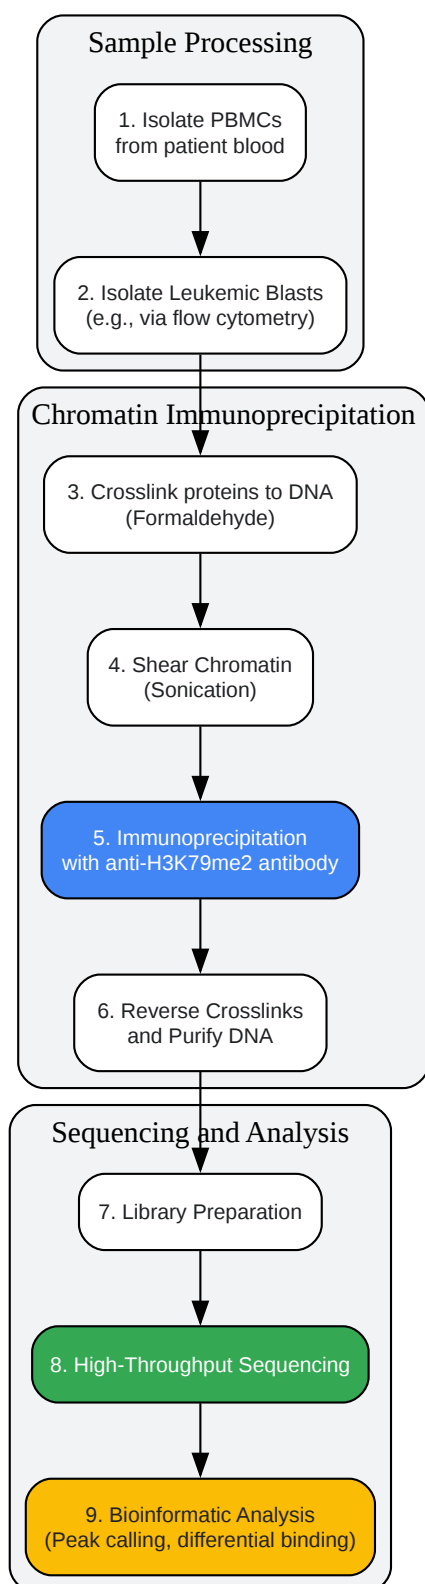 Sample Processing
1. Isolate PBMCs
from patient blood
2. Isolate Leukemic Blasts
(e.g., via flow cytometry)
Chromatin Immunoprecipitation
3. Crosslink proteins to DNA
(Formaldehyde)
4. Shear Chromatin
(Sonication)
5. Immunoprecipitation
with anti-H3K79me2 antibody
6. Reverse Crosslinks
and Purify DNA
Sequencing and Analysis
7. Library Preparation
8. High-Throughput Sequencing
9. Bioinformatic Analysis
(Peak calling, differential binding)